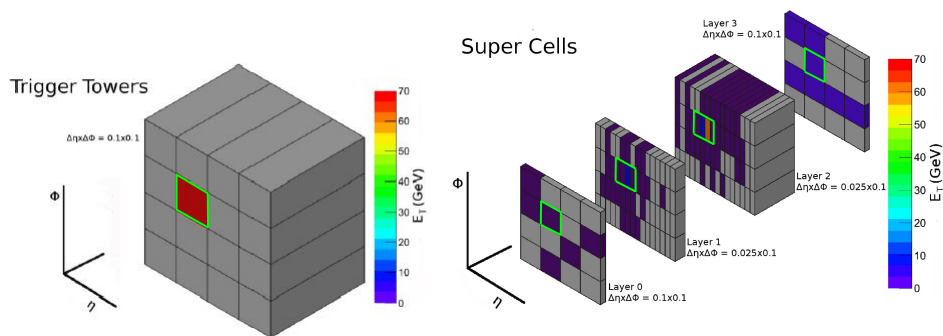 Trigger Towers
ΔηxΔΦ = 0.1x0.1
Φ
η
70
60
50
40
30
20
10
0
E_T (GeV)
Super Cells
Layer 3
ΔηxΔΦ = 0.1x0.1
Φ
η
Layer 2
ΔηxΔΦ = 0.025x0.1
Layer 1
ΔηxΔΦ = 0.025x0.1
Layer 0
ΔηxΔΦ = 0.1x0.1
70
60
50
40
30
20
10
0
E_T (GeV)